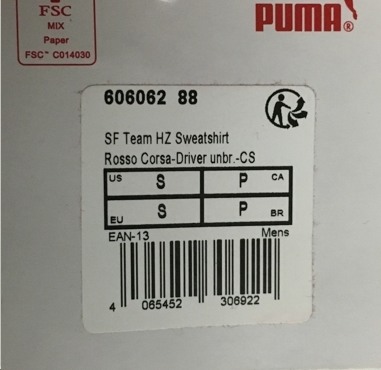 FSC
MIX
Paper
FSC™ C014030
PUMA®
606062 88
SF Team HZ Sweatshirt
Rosso Corsa-Driver unbr.-CS
US S P CA
EU S P BR
EAN-13 Mens
4 065452 306922